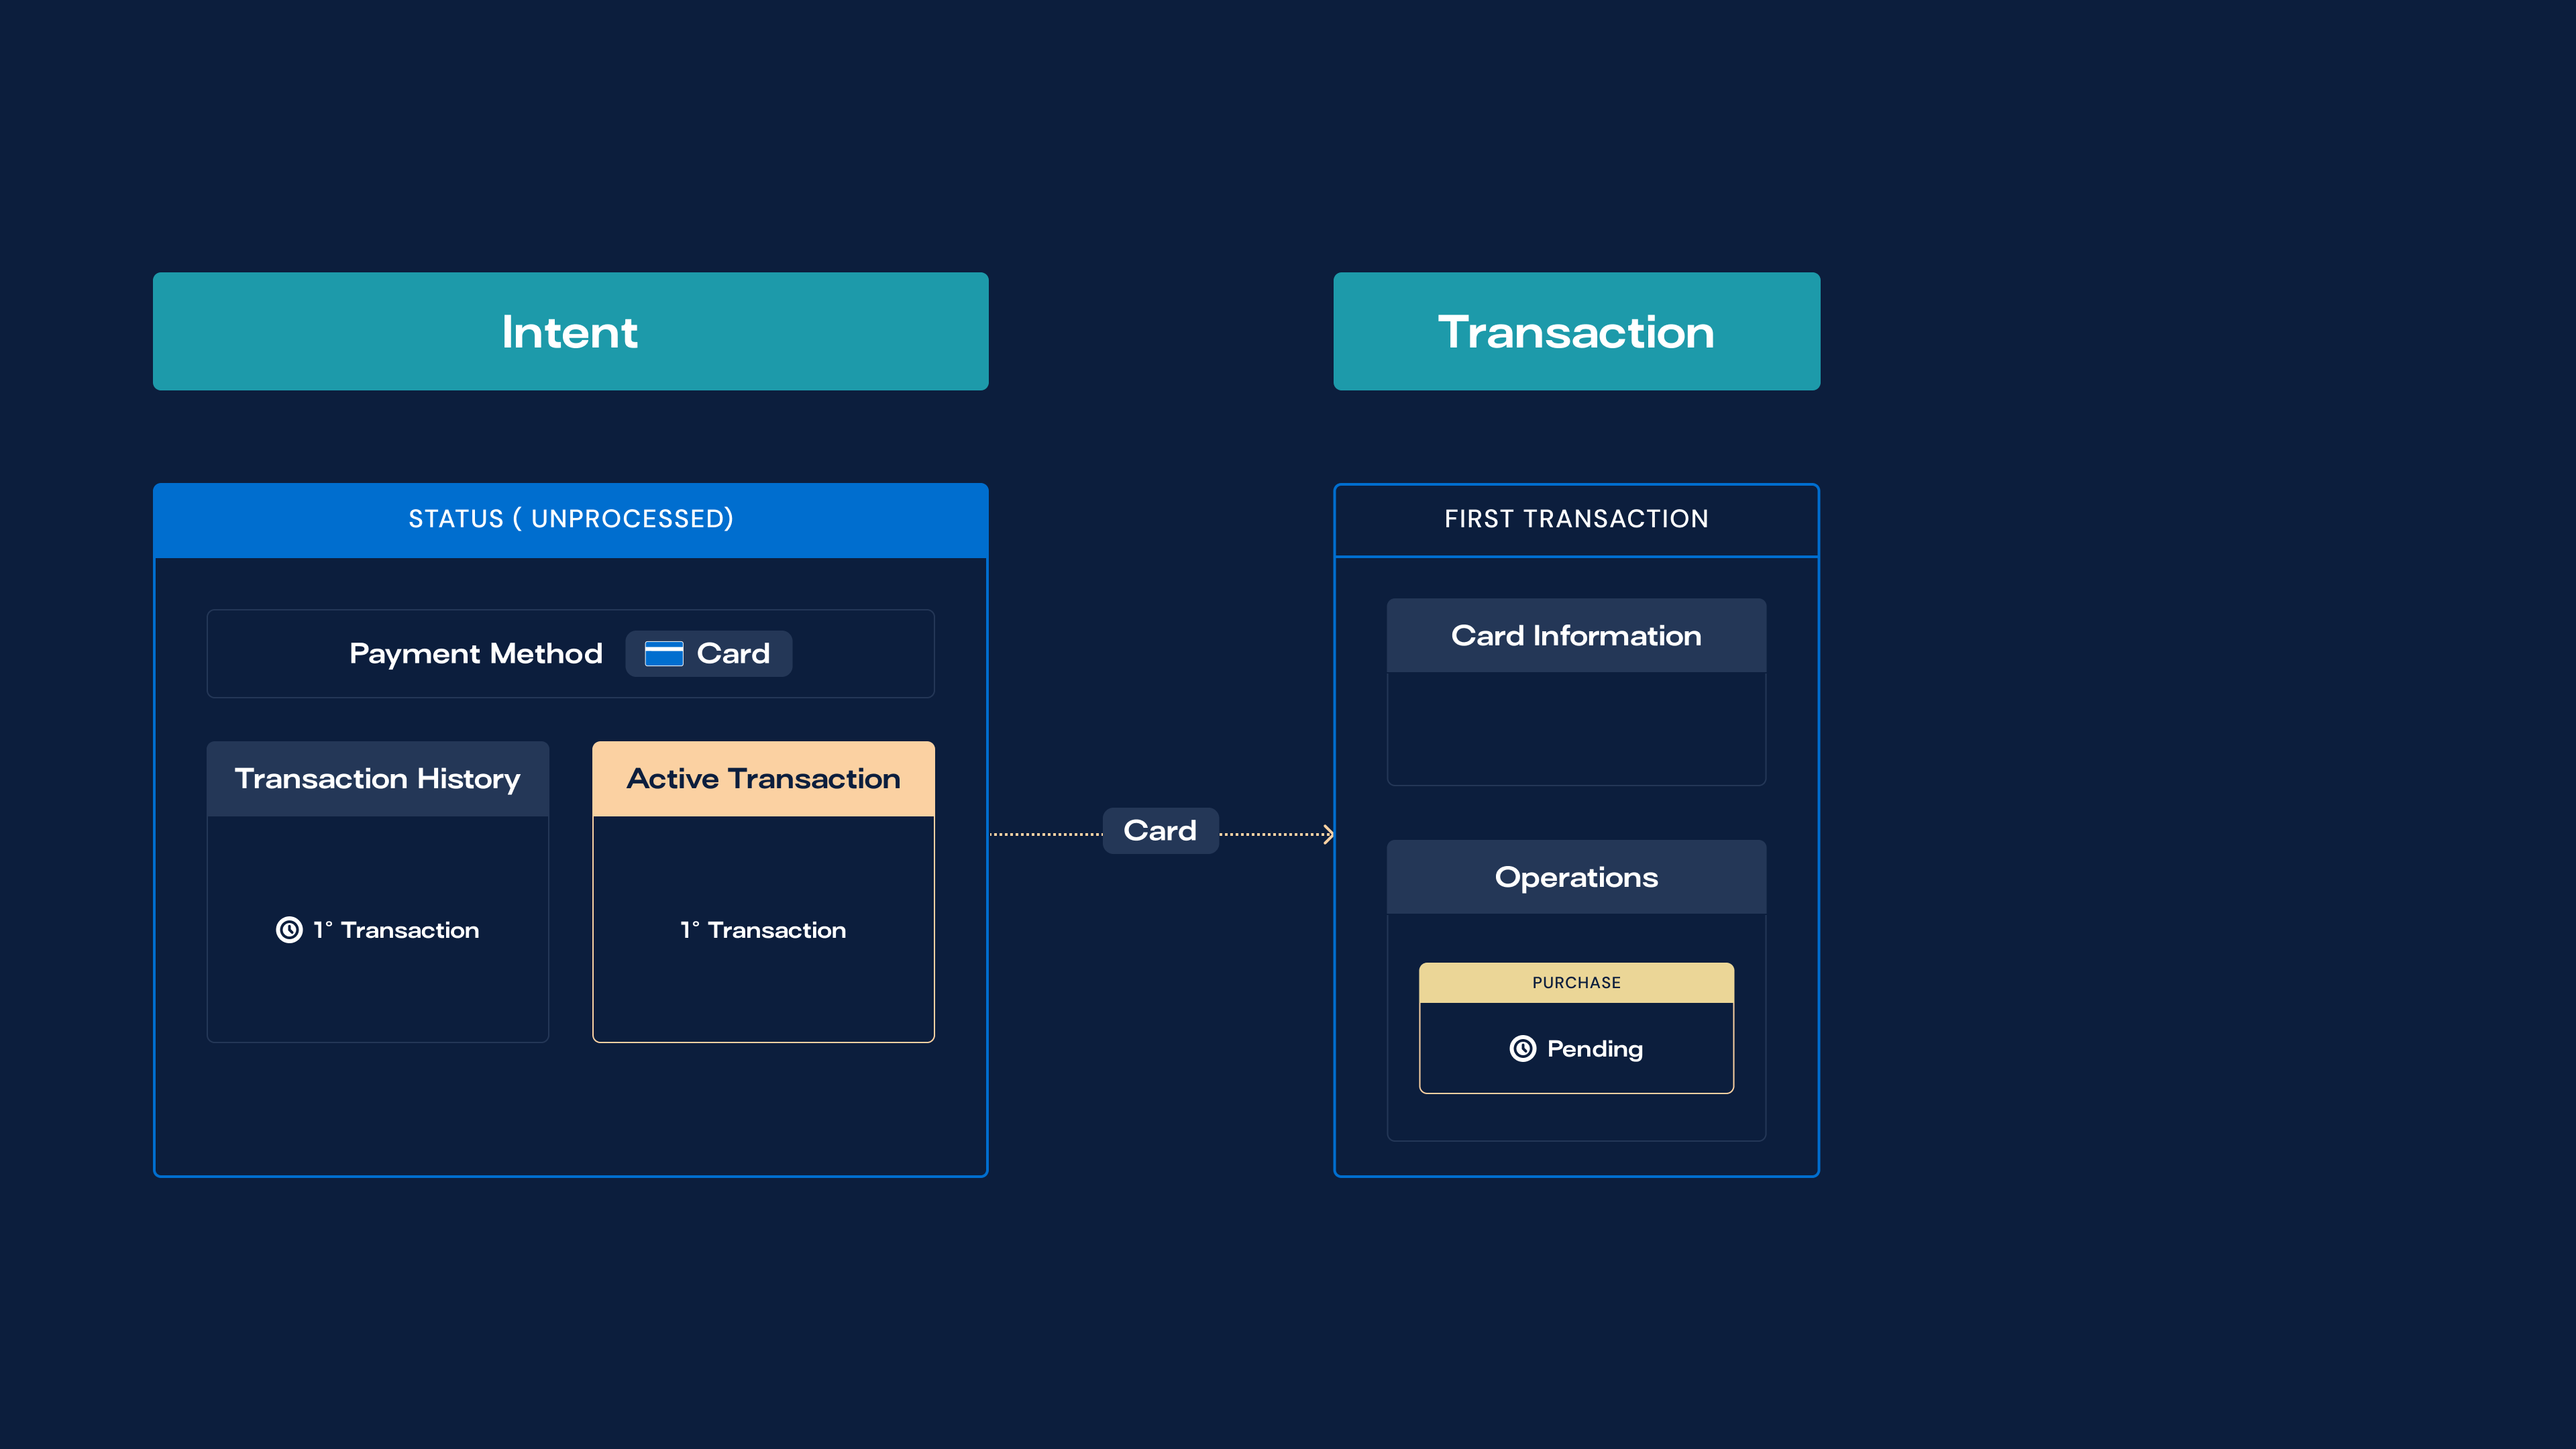 Intent
Transaction
STATUS ( UNPROCESSED)
Payment Method
Card
Transaction History
Active Transaction
1° Transaction
1° Transaction
Card
FIRST TRANSACTION
Card Information
Operations
PURCHASE
Pending